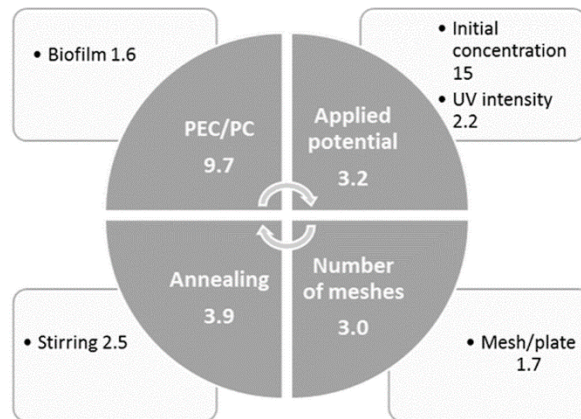 • Biofilm 1.6
• Initial
concentration
15
• UV intensity
2.2
PEC/PC
9.7
Applied
potential
3.2
Annealing
3.9
Number
of meshes
3.0
• Stirring 2.5
• Mesh/plate
1.7